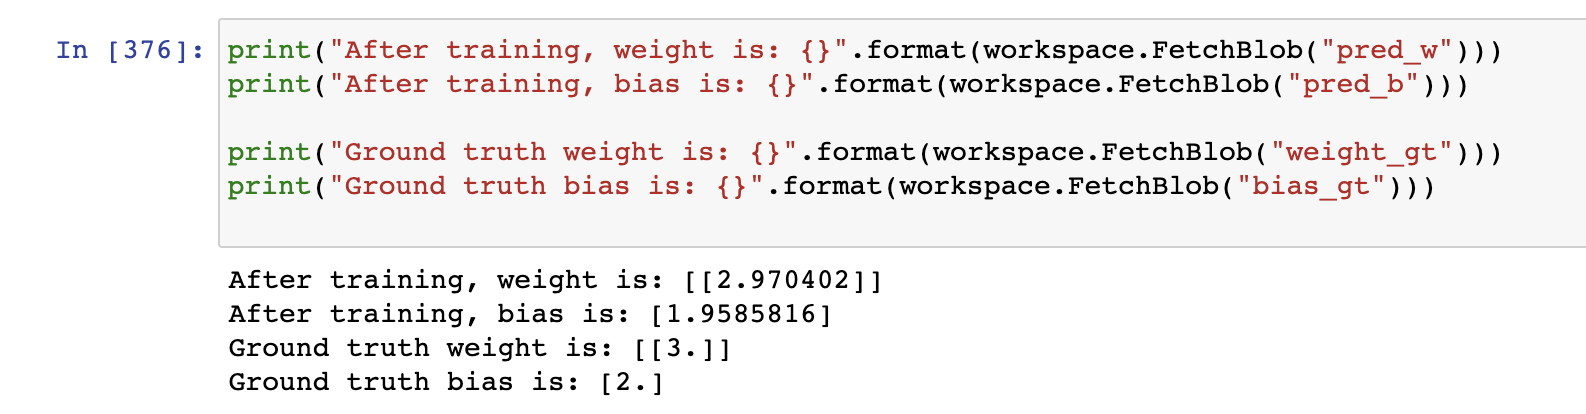 In [376]: print("After training, weight is: {}".format(workspace.FetchBlob("pred_w")))
print("After training, bias is: {}".format(workspace.FetchBlob("pred_b")))
print("Ground truth weight is: {}".format(workspace.FetchBlob("weight_gt")))
print("Ground truth bias is: {}".format(workspace.FetchBlob("bias_gt")))
After training, weight is: [[2.970402]]
After training, bias is: [1.9585816]
Ground truth weight is: [[3.]]
Ground truth bias is: [2.]